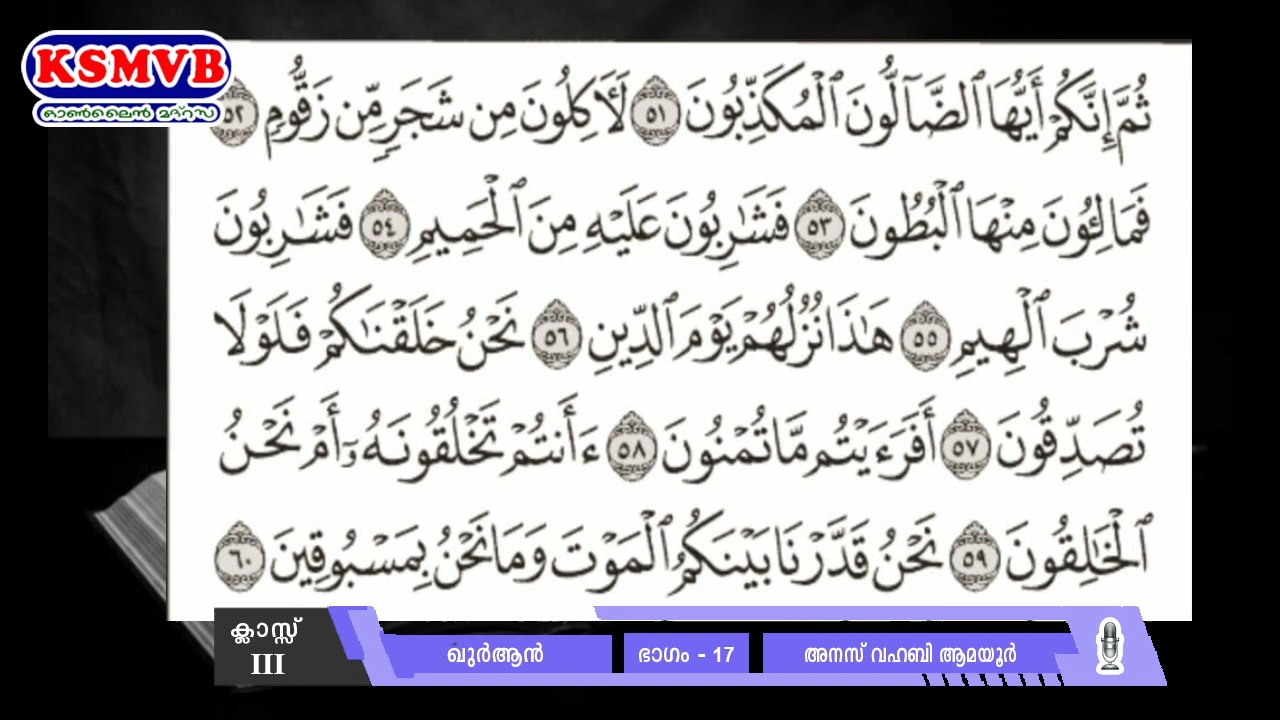 KSMVB
ഓൺലൈൻ മദ്റസ
ثُمَّ إِنَّكُمْ أَيُّهَا ٱلضَّآلُّونَ ٱلْمُكَذِّبُونَ ٥١ لَـَٔاكِلُونَ مِن شَجَرٍ مِّن زَقُّومٍ ٥٢
فَمَالِـُٔونَ مِنْهَا ٱلْبُطُونَ ٥٣ فَشَـٰرِبُونَ عَلَيْهِ مِنَ ٱلْحَمِيمِ ٥٤ فَشَـٰرِبُونَ
شُرْبَ ٱلْهِيمِ ٥٥ هَـٰذَا نُزُلُهُمْ يَوْمَ ٱلدِّينِ ٥٦ نَحْنُ خَلَقْنَـٰكُمْ فَلَوْلَا
تُصَدِّقُونَ ٥٧ أَفَرَءَيْتُم مَّا تُمْنُونَ ٥٨ ءَأَنتُمْ تَخْلُقُونَهُۥٓ أَمْ نَحْنُ
ٱلْخَـٰلِقُونَ ٥٩ نَحْنُ قَدَّرْنَا بَيْنَكُمُ ٱلْمَوْتَ وَمَا نَحْنُ بِمَسْبُوقِينَ ٦٠
ക്ലാസ്സ്
III
ഖുർആൻ
ഭാഗം - 17
അനസ് വഹബി ആമയൂർ